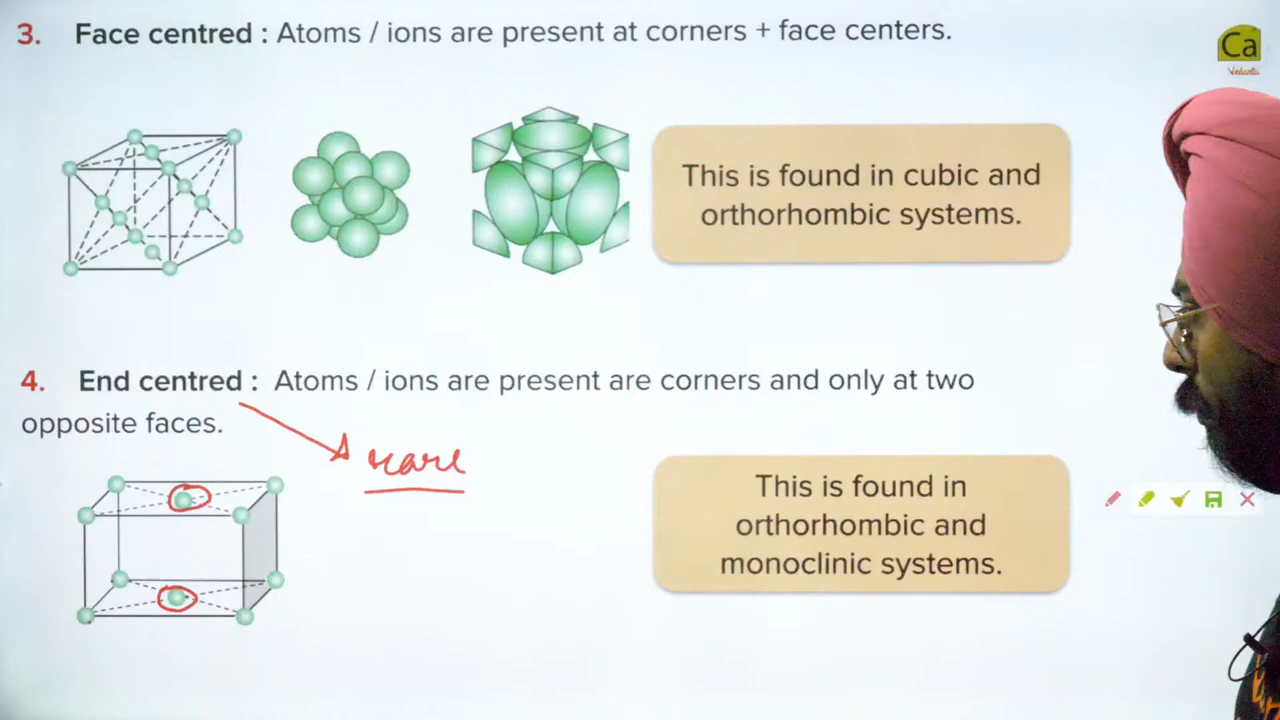 3. Face centred : Atoms / ions are present at corners + face centers.
Ca
Vedantu
This is found in cubic and
orthorhombic systems.
4. End centred : Atoms / ions are present are corners and only at two
opposite faces.
rare
This is found in
orthorhombic and
monoclinic systems.